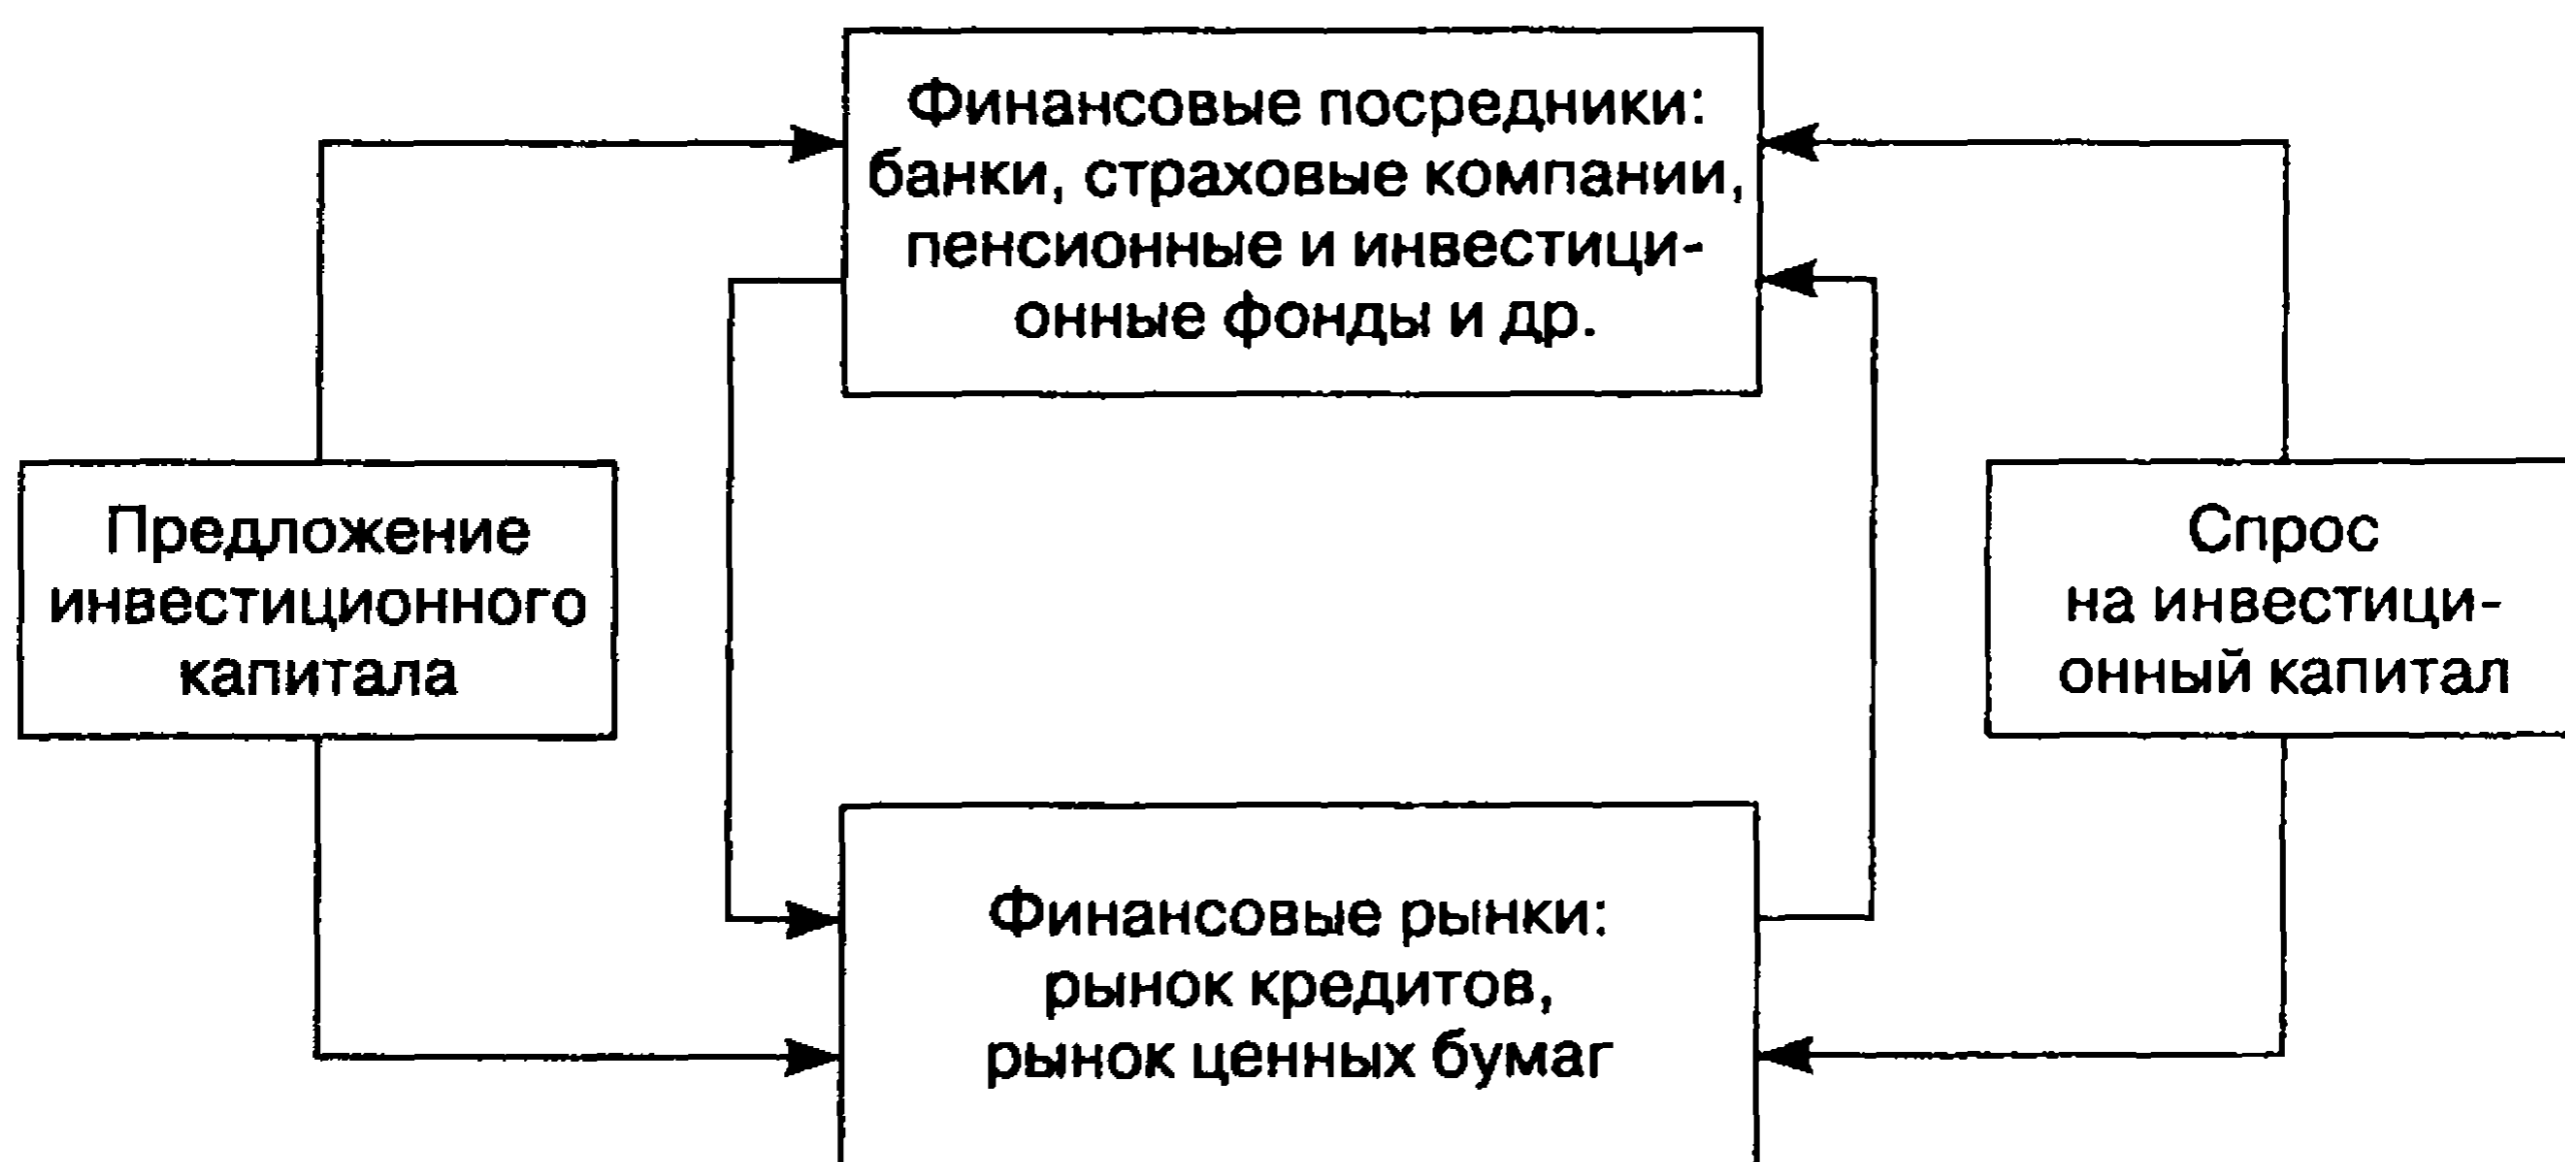 Финансовые посредники:
банки, страховые компании,
пенсионные и инвестици-
онные фонды и др.
Предложение
инвестиционного
капитала
Спрос
на инвестици-
онный капитал
Финансовые рынки:
рынок кредитов,
рынок ценных бумаг